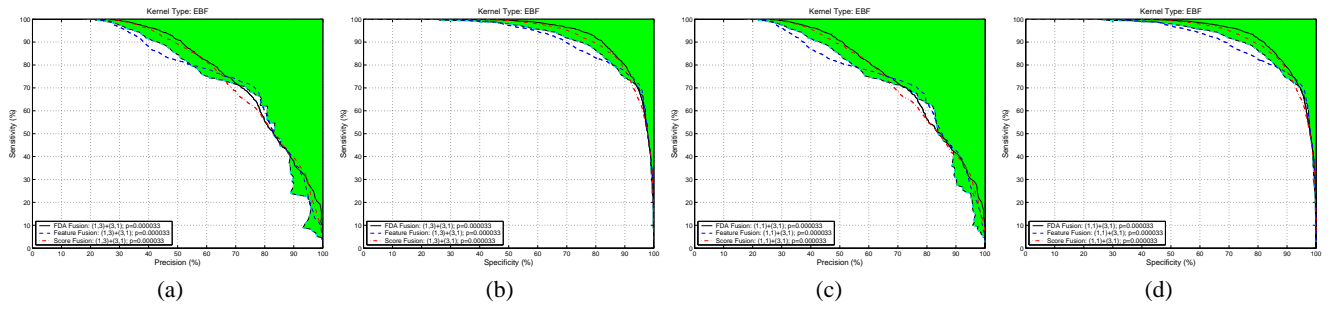 Kernel Type: EBF
Sensitivity (%)
100
90
80
70
60
50
40
30
20
10
0
FDA Fusion: (1,3)+(3,1); p=0.000033
Feature Fusion: (1,3)+(3,1); p=0.000033
Score Fusion: (1,3)+(3,1); p=0.000033
0 10 20 30 40 50 60 70 80 90 100
Precision (%)
(a)
Kernel Type: EBF
Sensitivity (%)
100
90
80
70
60
50
40
30
20
10
0
FDA Fusion: (1,3)+(3,1); p=0.000033
Feature Fusion: (1,3)+(3,1); p=0.000033
Score Fusion: (1,3)+(3,1); p=0.000033
0 10 20 30 40 50 60 70 80 90 100
Specificity (%)
(b)
Kernel Type: EBF
Sensitivity (%)
100
90
80
70
60
50
40
30
20
10
0
FDA Fusion: (1,1)+(3,1); p=0.000033
Feature Fusion: (1,1)+(3,1); p=0.000033
Score Fusion: (1,1)+(3,1); p=0.000033
0 10 20 30 40 50 60 70 80 90 100
Precision (%)
(c)
Kernel Type: EBF
Sensitivity (%)
100
90
80
70
60
50
40
30
20
10
0
FDA Fusion: (1,1)+(3,1); p=0.000033
Feature Fusion: (1,1)+(3,1); p=0.000033
Score Fusion: (1,1)+(3,1); p=0.000033
0 10 20 30 40 50 60 70 80 90 100
Specificity (%)
(d)